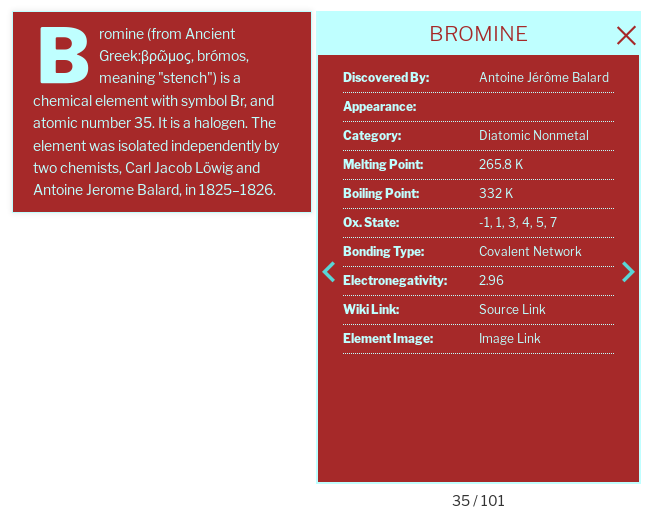 Bromine (from Ancient
Greek:βρῶμος, brómos,
meaning "stench") is a
chemical element with symbol Br, and
atomic number 35. It is a halogen. The
element was isolated independently by
two chemists, Carl Jacob Löwig and
Antoine Jerome Balard, in 1825–1826.
BROMINE
Discovered By: Antoine Jérôme Balard
Appearance:
Category: Diatomic Nonmetal
Melting Point: 265.8 K
Boiling Point: 332 K
Ox. State: -1, 1, 3, 4, 5, 7
Bonding Type: Covalent Network
Electronegativity: 2.96
Wiki Link: Source Link
Element Image: Image Link
35 / 101